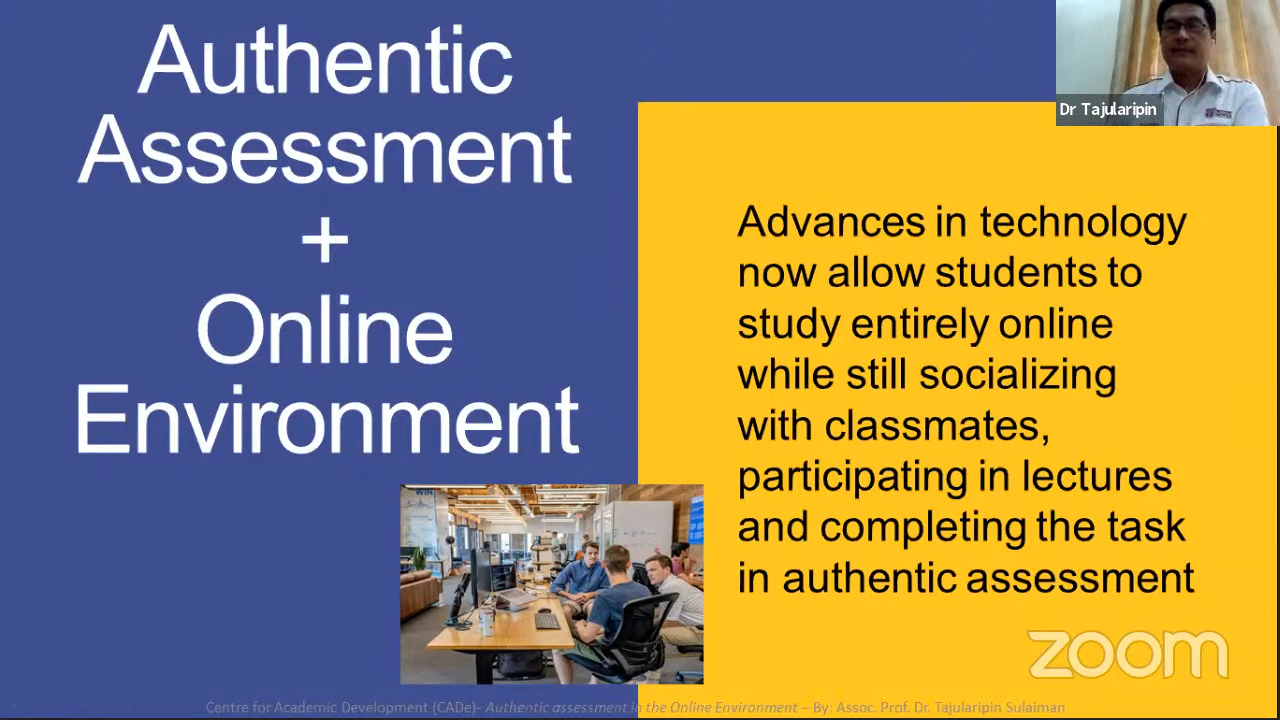 Authentic
Assessment
+
Online
Environment
Dr Tajularipin
Advances in technology
now allow students to
study entirely online
while still socializing
with classmates,
participating in lectures
and completing the task
in authentic assessment
WIN
zoom
Centre for Academic Development (CADe)- Authentic assessment in the Online Environment – By: Assoc. Prof. Dr. Tajularipin Sulaiman